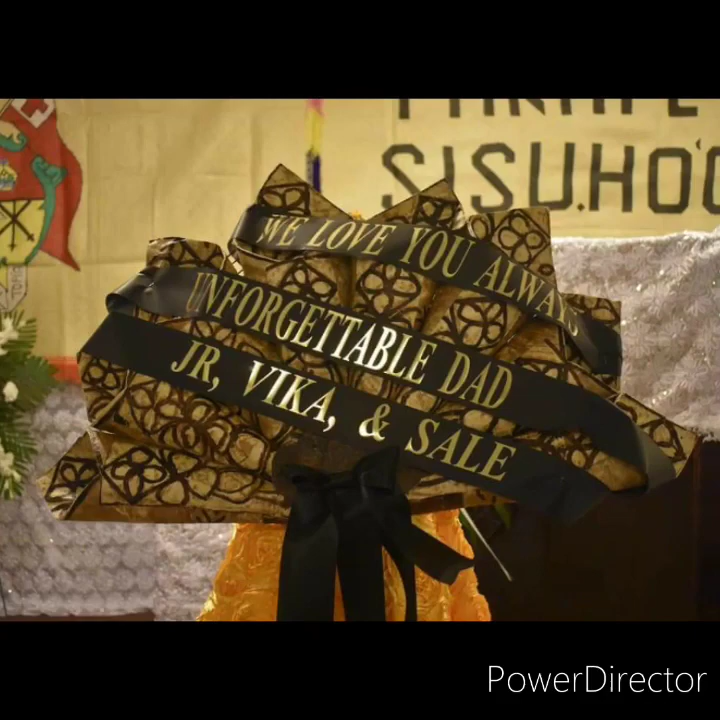 SISU.HO'O
WE LOVE YOU ALWAYS
UNFORGETTABLE DAD
JR, VIKA, & SALE
PowerDirector